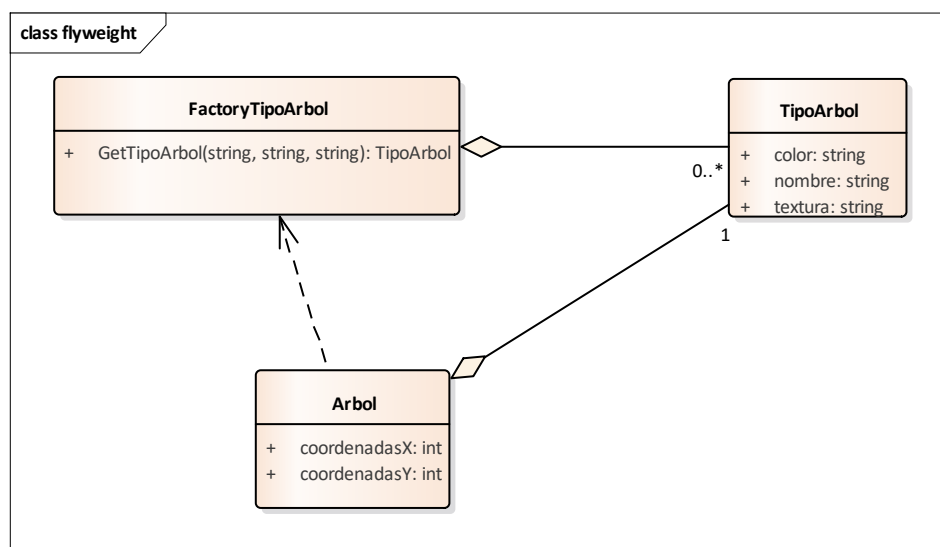 class flyweight
FactoryTipoArbol
+ GetTipoArbol(string, string, string): TipoArbol
TipoArbol
+ color: string
+ nombre: string
+ textura: string
0..*
1
Arbol
+ coordenadasX: int
+ coordenadasY: int